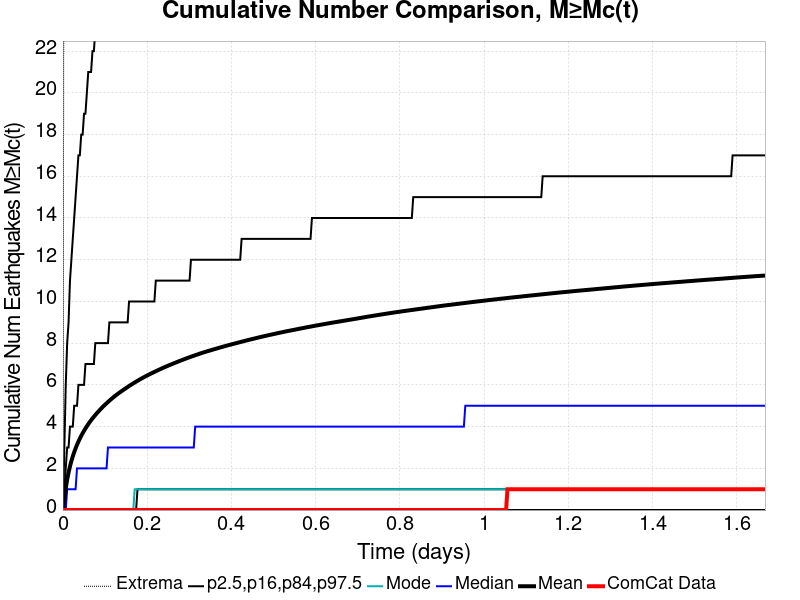 Cumulative Number Comparison, M≥Mc(t)
Cumulative Num Earthquakes M≥Mc(t)
22
20
18
16
14
12
10
8
6
4
2
0
0 0.2 0.4 0.6 0.8 1 1.2 1.4 1.6
Time (days)
Extrema p2.5,p16,p84,p97.5 Mode Median Mean ComCat Data